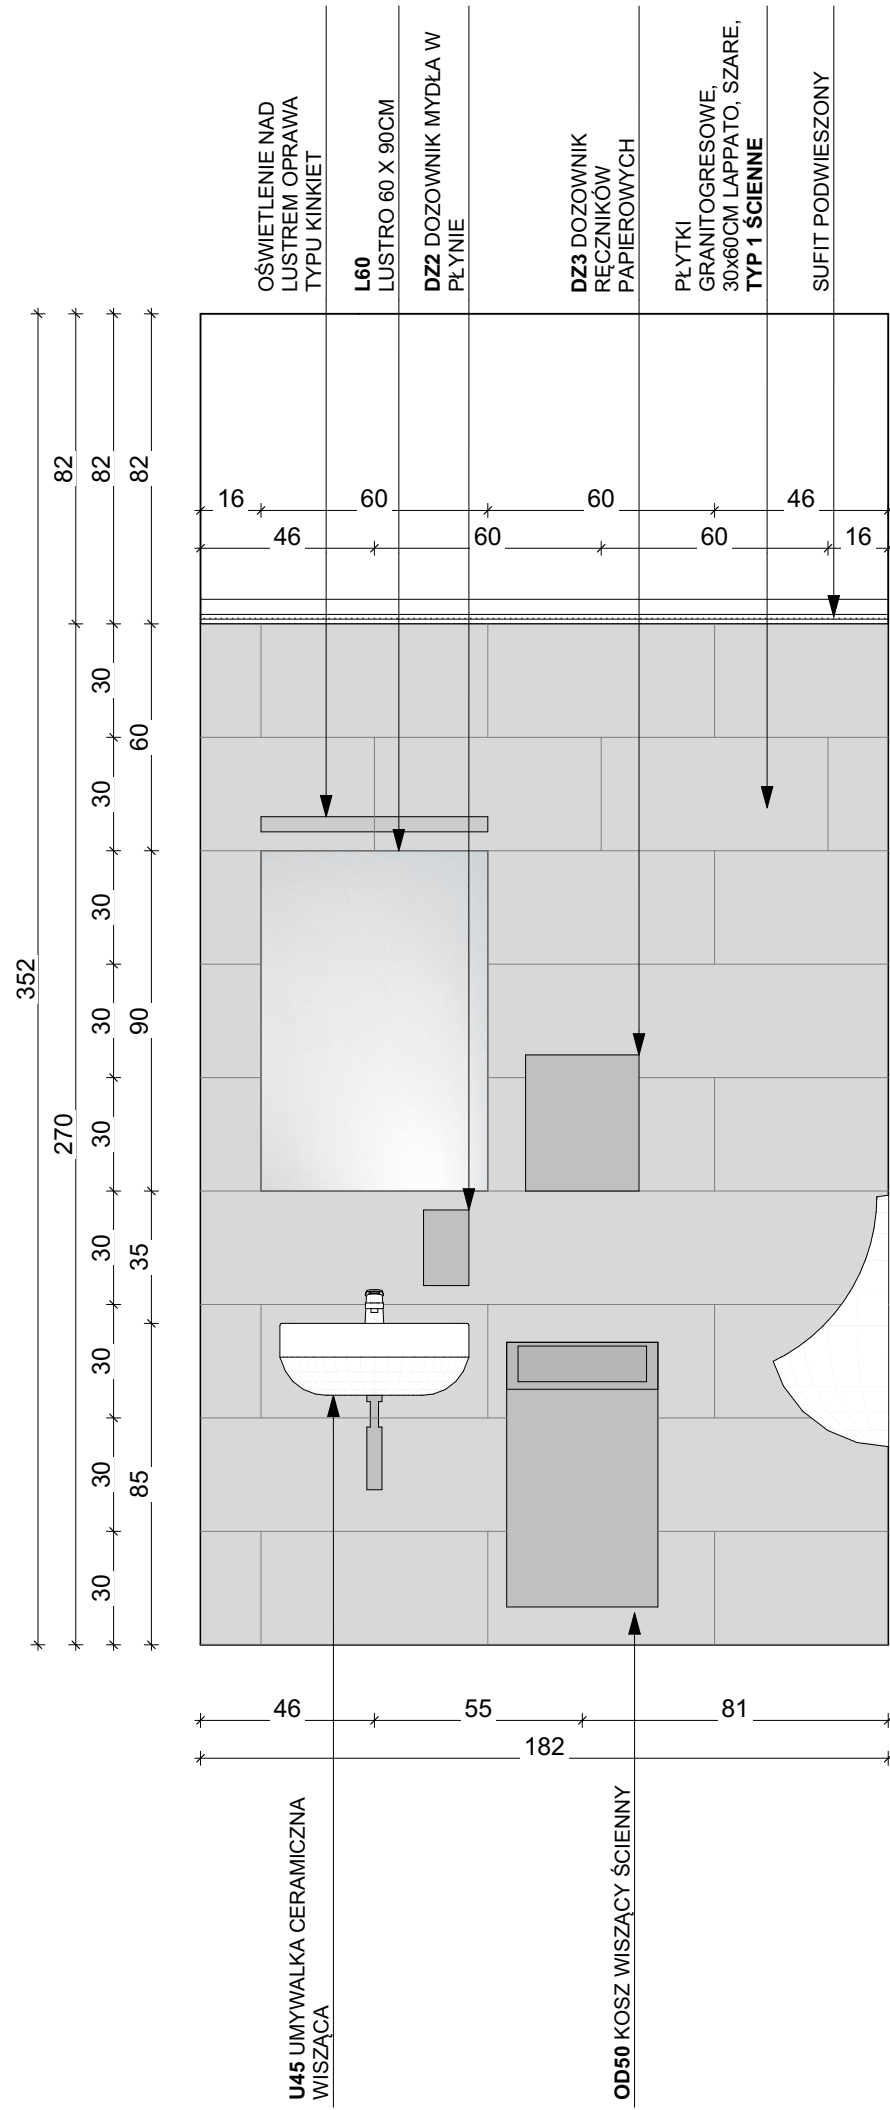 OŚWIETLENIE NAD
LUSTREM OPRAWA
TYPU KINKIET
L60
LUSTRO 60 X 90CM
DZ2 DOZOWNIK MYDŁA W
PŁYNIE
DZ3 DOZOWNIK
RĘCZNIKÓW
PAPIEROWYCH
PŁYTKI
GRANITOGRESOWE,
30x60CM LAPPATO, SZARE,
TYP 1 ŚCIENNE
SUFIT PODWIESZONY
82
82
82
16
60
60
46
46
60
60
16
352
270
30
30
30
30
30
30
30
30
30
60
90
35
85
46
55
81
182
U45 UMYWALKA CERAMICZNA
WISZĄCA
OD50 KOSZ WISZĄCY ŚCIENNY